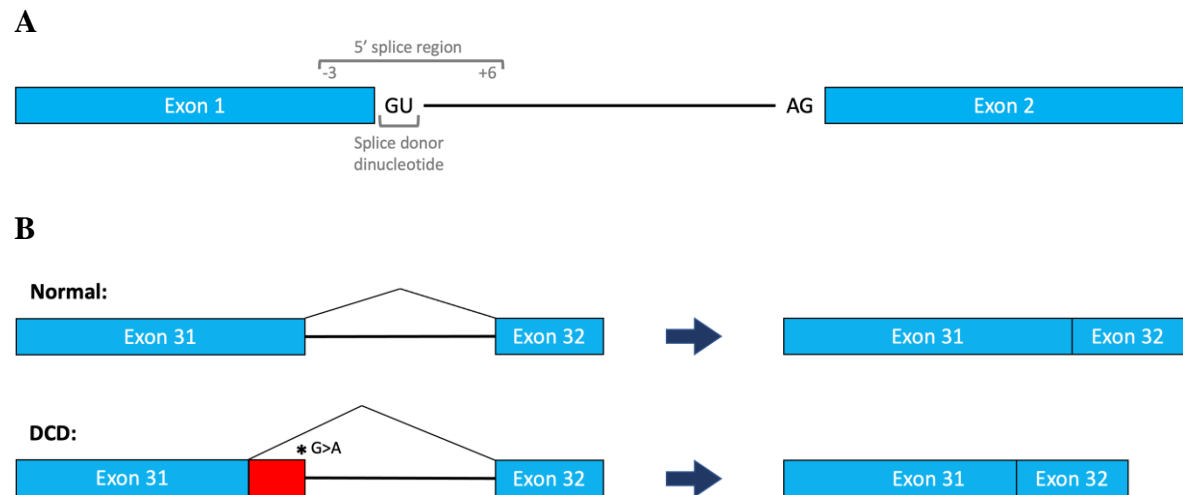 A
5′ splice region
-3 +6
Exon 1 GU AG Exon 2
Splice donor
dinucleotide
B
Normal:
Exon 31 Exon 32 Exon 31 Exon 32
DCD:
* G>A
Exon 31 Exon 32 Exon 31 Exon 32